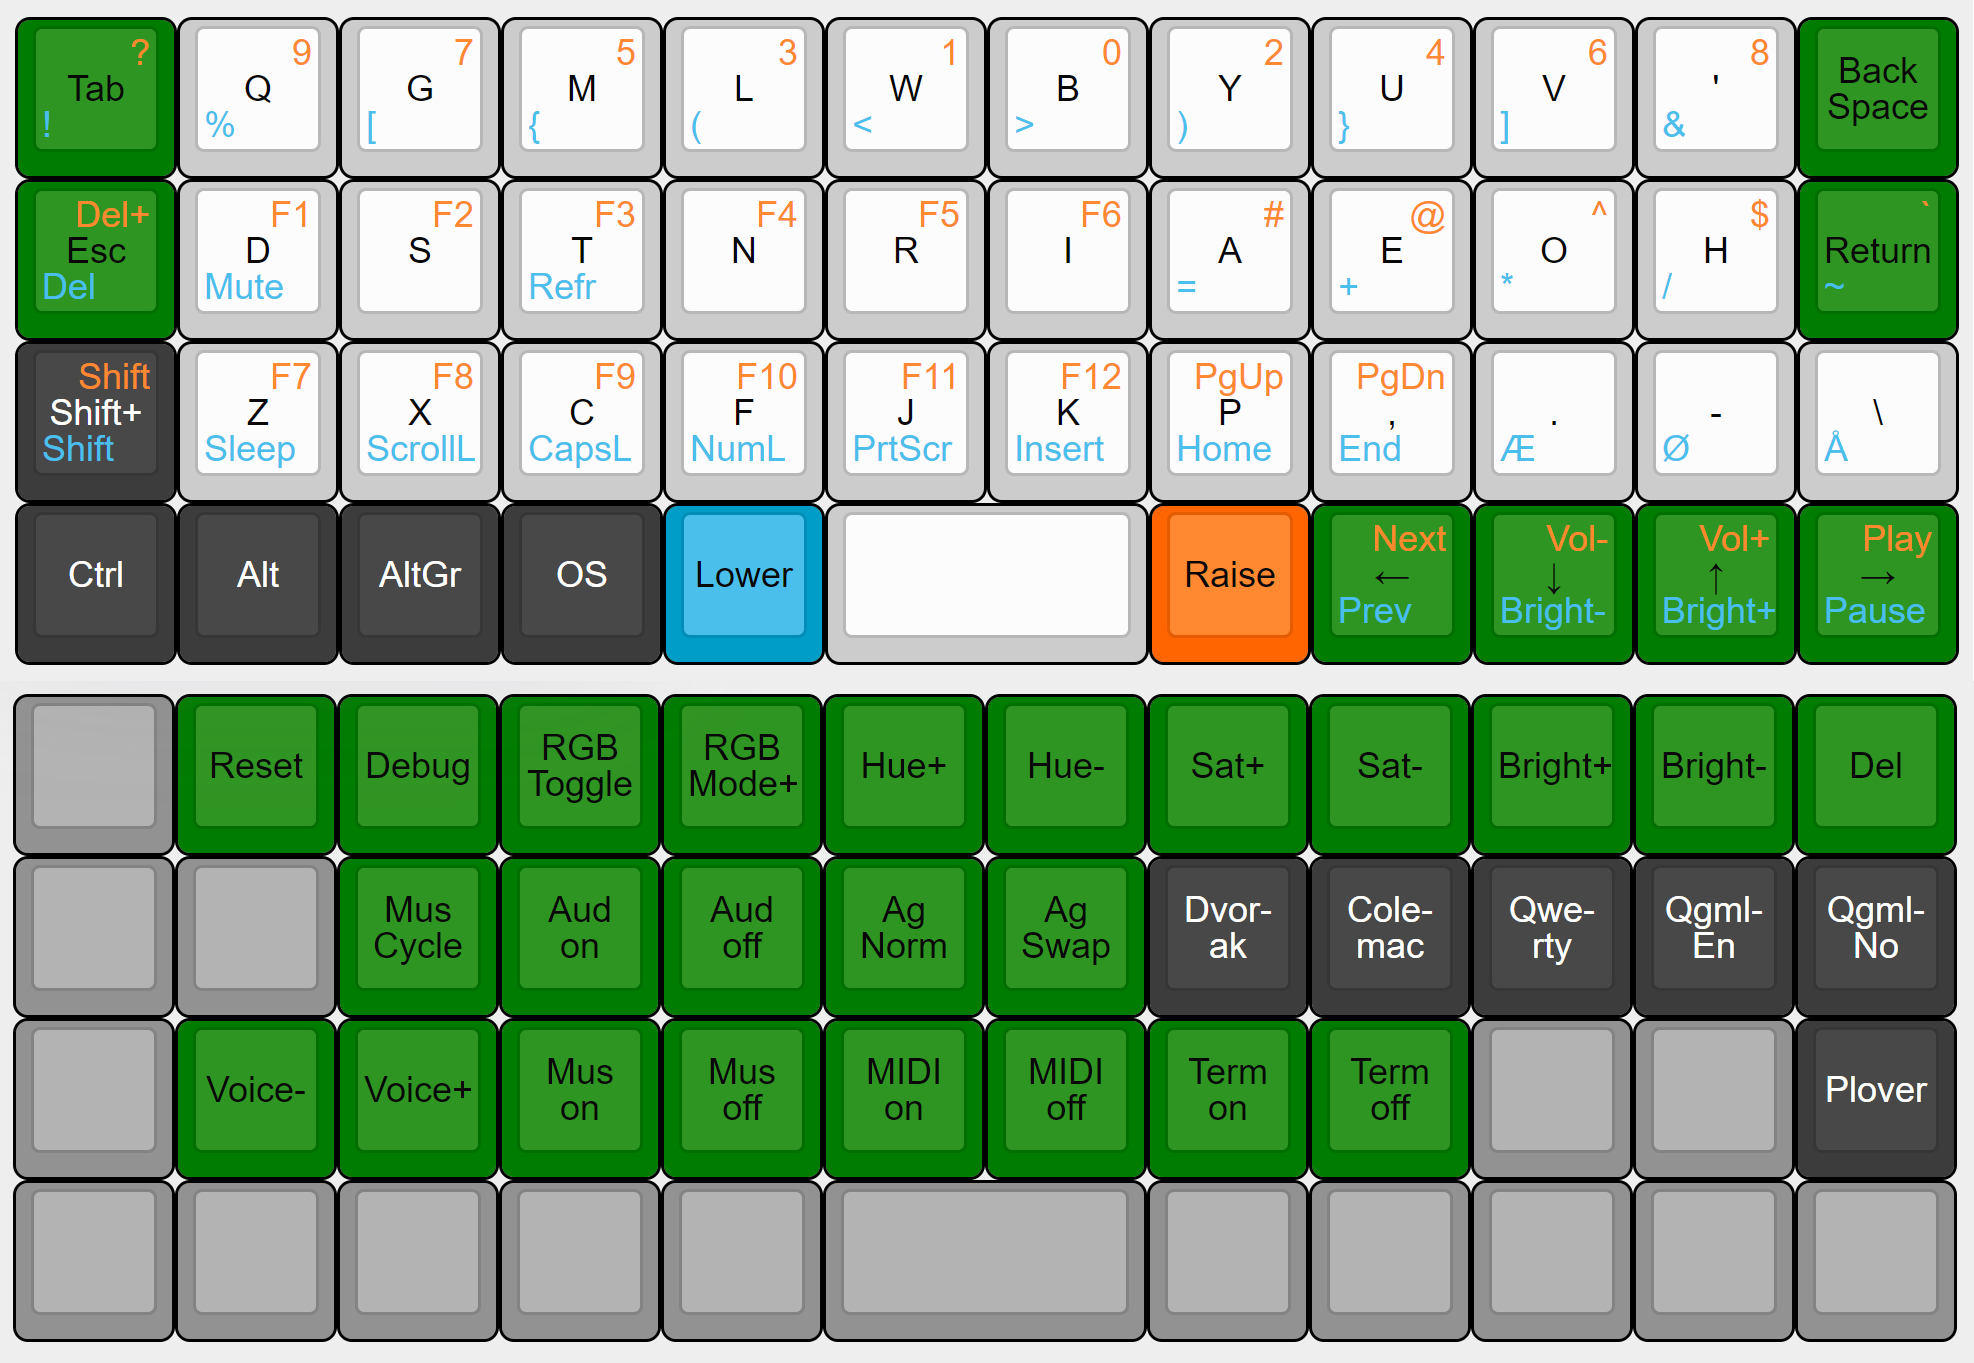 ? 9 7 5 3 1 0 2 4 6 8
Tab Q G M L W B Y U V ' Back Space
! % [ { ( < > ) } ] &
Del+ F1 F2 F3 F4 F5 F6 # @ ^ $ `
Esc D S T N R I A E O H Return
Del Mute Refr = + * / ~
Shift F7 F8 F9 F10 F11 F12 PgUp PgDn
Shift+ Z X C F J K P , . - \
Shift Sleep ScrollL CapsL NumL PrtScr Insert Home End Æ Ø Å
Next Vol- Vol+ Play
Ctrl Alt AltGr OS Lower Raise ← ↓ ↑ →
Prev Bright- Bright+ Pause
Reset Debug RGB Toggle RGB Mode+ Hue+ Hue- Sat+ Sat- Bright+ Bright- Del
Mus Aud Aud Ag Ag Dvor- Cole- Qwe- Qgml- Qgml-
Cycle on off Norm Swap ak mac rty En No
Voice- Voice+ Mus on Mus off MIDI on MIDI off Term on Term off Plover